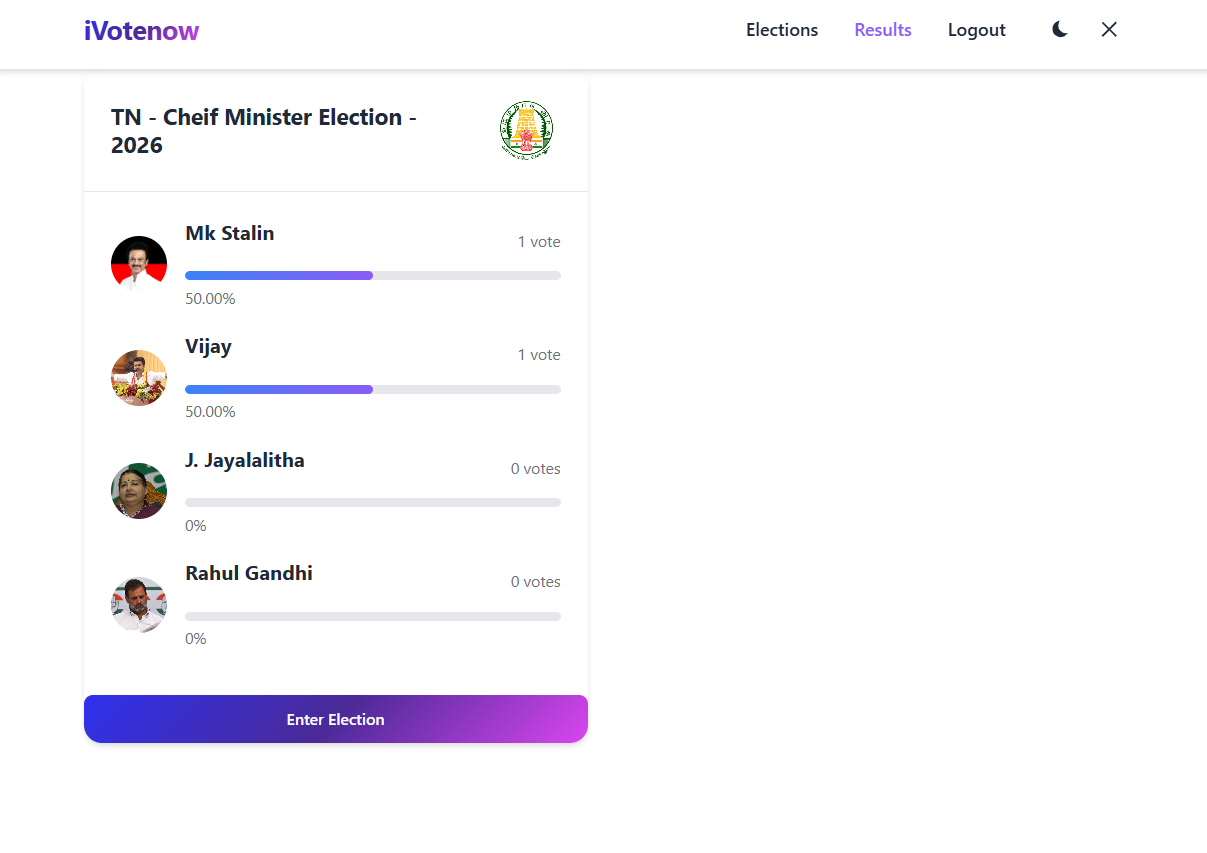 iVotenow
Elections
Results
Logout
TN - Cheif Minister Election -
2026
Mk Stalin
1 vote
50.00%
Vijay
1 vote
50.00%
J. Jayalalitha
0 votes
0%
Rahul Gandhi
0 votes
0%
Enter Election